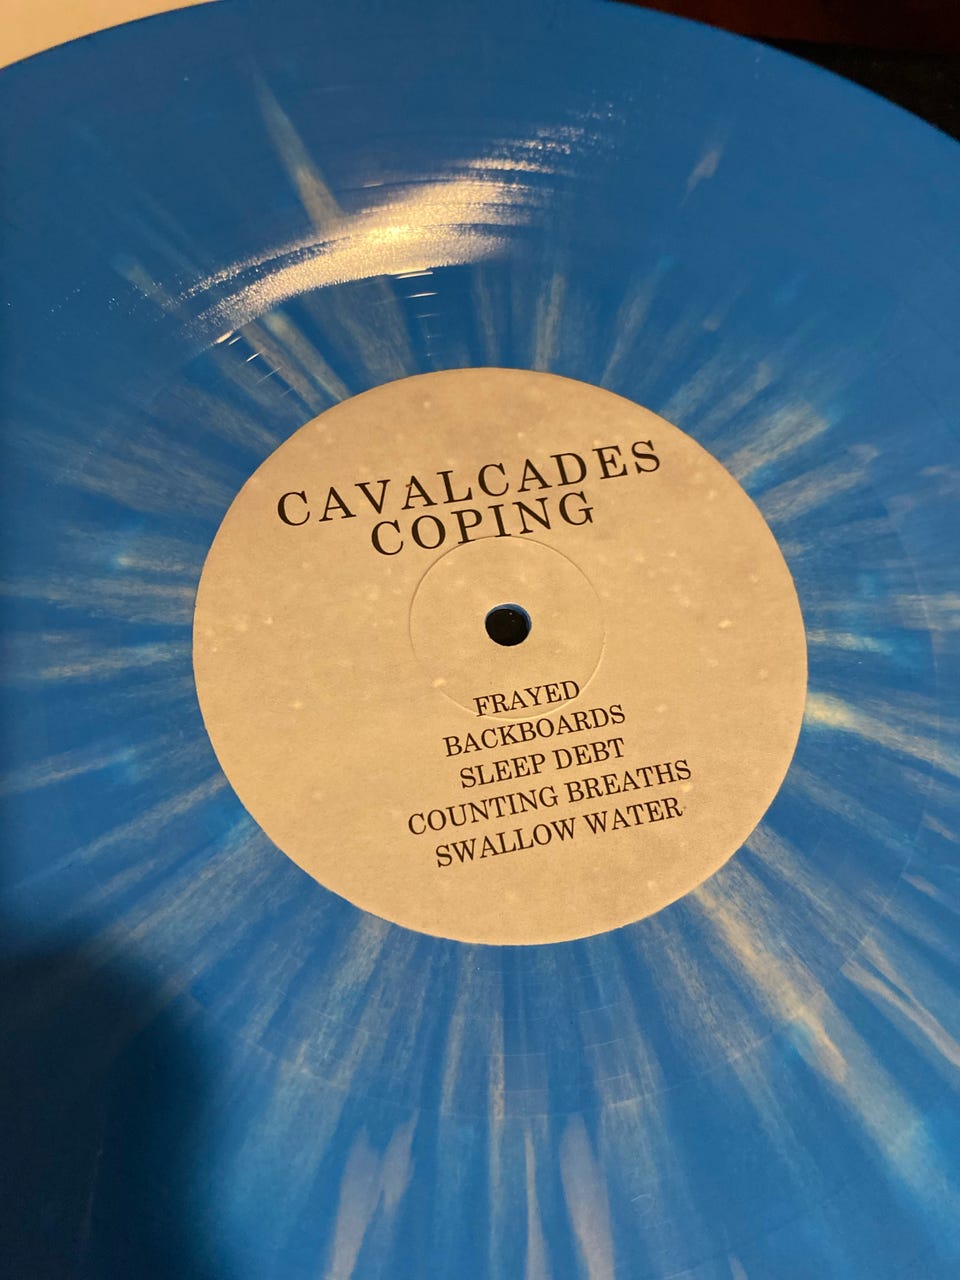 CAVALCADES
COPING
FRAYED
BACKBOARDS
SLEEP DEBT
COUNTING BREATHS
SWALLOW WATER